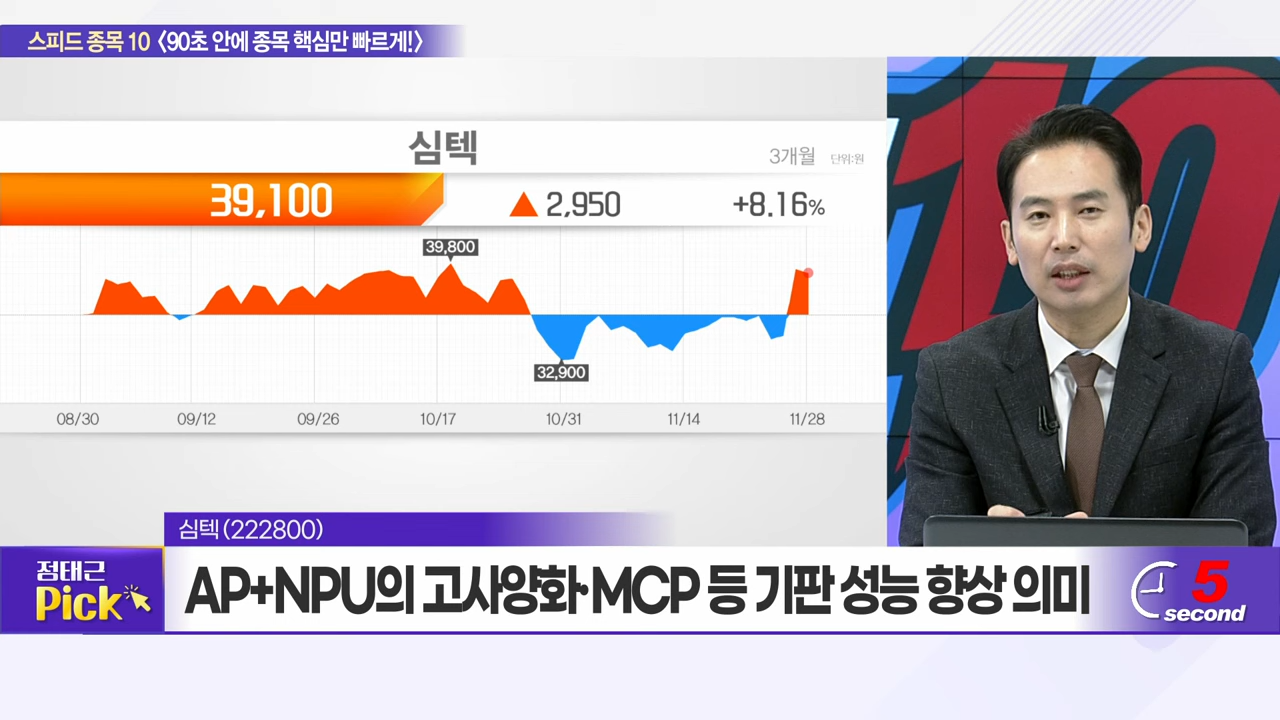 스피드 종목 10 〈90초 안에 종목 핵심만 빠르게!〉
심텍
3개월 단위:원
39,100 ▲ 2,950 +8.16%
39,800
32,900
08/30 09/12 09/26 10/17 10/31 11/14 11/28
10
심텍(222800)
정태근
Pick
AP+NPU의 고사양화·MCP 등 기판 성능 향상 의미
5
second